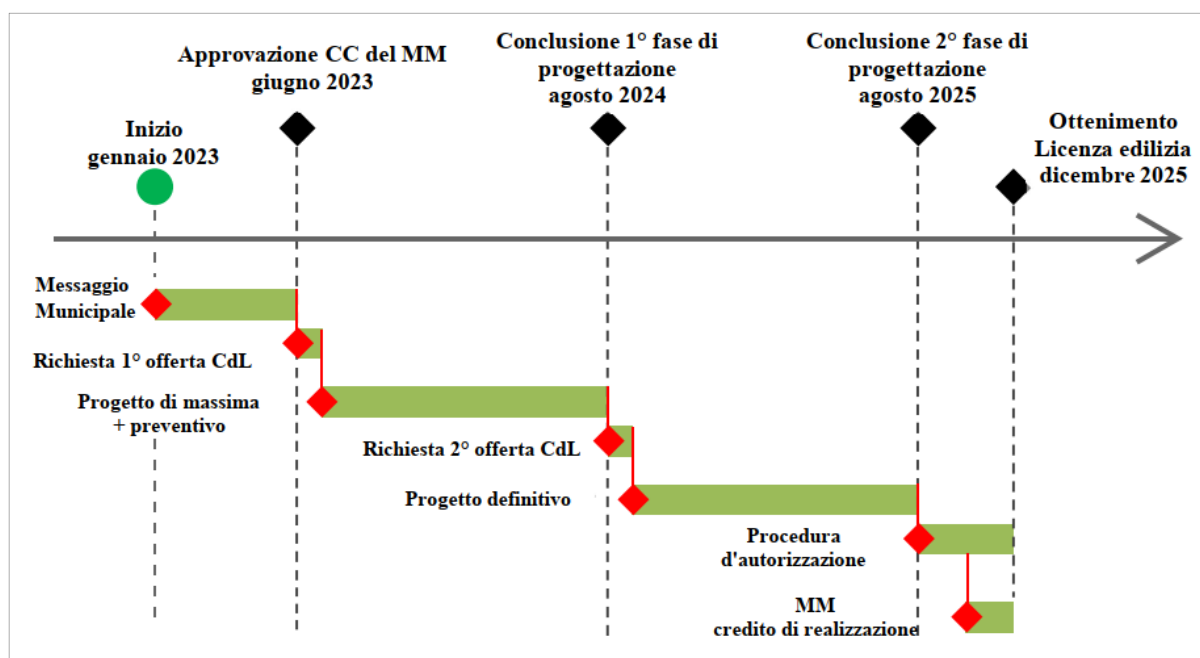 Inizio
gennaio 2023
Approvazione CC del MM
giugno 2023
Conclusione 1° fase di
progettazione
agosto 2024
Conclusione 2° fase di
progettazione
agosto 2025
Ottenimento
Licenza edilizia
dicembre 2025
Messaggio
Municipale
Richiesta 1° offerta CdL
Progetto di massima
+ preventivo
Richiesta 2° offerta CdL
Progetto definitivo
Procedura
d'autorizzazione
MM
credito di realizzazione